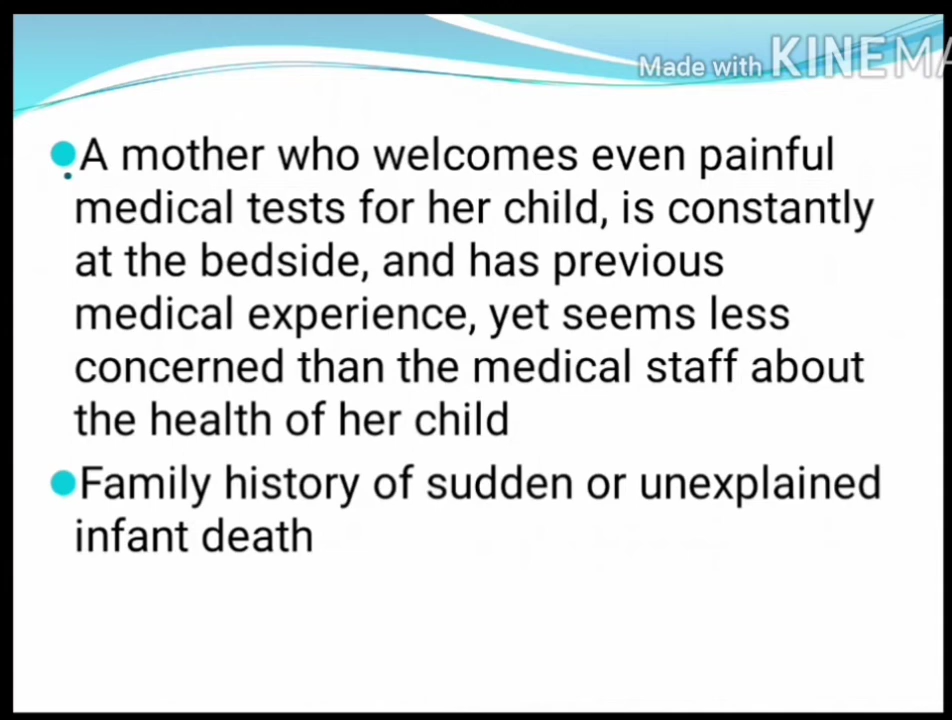 Made with KINEMA
A mother who welcomes even painful
medical tests for her child, is constantly
at the bedside, and has previous
medical experience, yet seems less
concerned than the medical staff about
the health of her child
Family history of sudden or unexplained
infant death